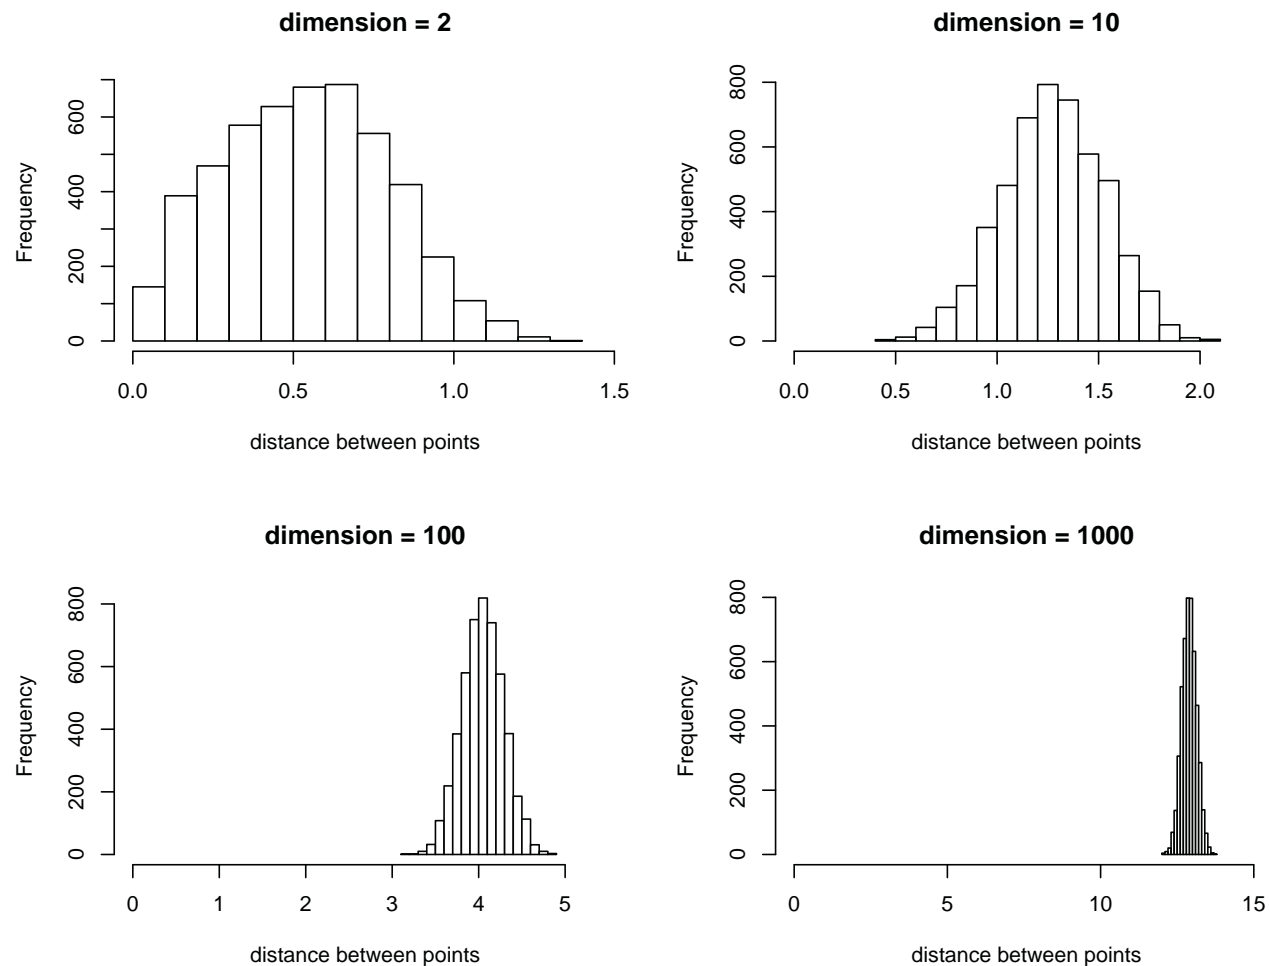 dimension = 2
Frequency
0 200 400 600
0.0 0.5 1.0 1.5
distance between points
dimension = 10
Frequency
0 200 400 600 800
0.0 0.5 1.0 1.5 2.0
distance between points
dimension = 100
Frequency
0 200 400 600 800
0 1 2 3 4 5
distance between points
dimension = 1000
Frequency
0 200 400 600 800
0 5 10 15
distance between points